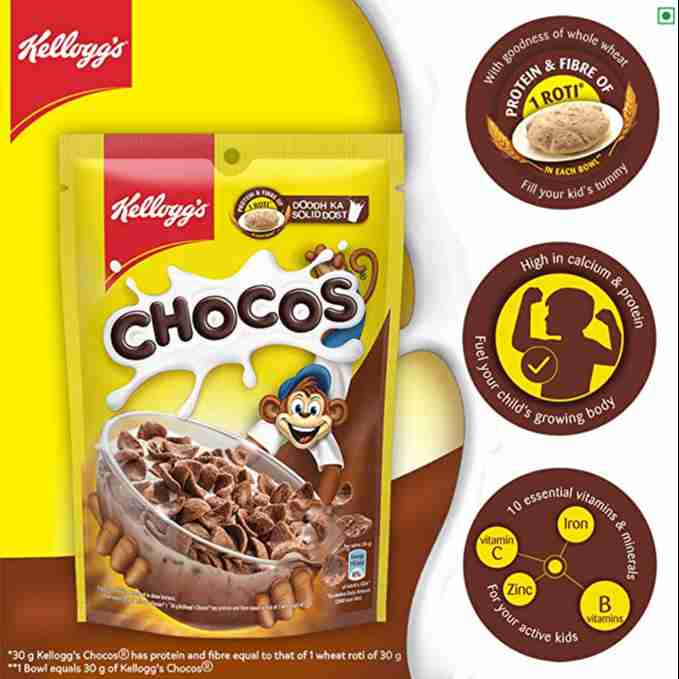 Kellogg's
With goodness of whole wheat
PROTEIN & FIBRE OF
1 ROTI*
IN EACH BOWL**
Fill your kid's tummy
Kellogg's
PROTEIN & FIBRE OF
1 ROTI*
DOODH KA
SOLID DOST
CHOCOS
High in calcium & protein
Fuel your child's growing body
10 essential vitamins & minerals
Iron
vitamin
C
Zinc
B
vitamins
For your active kids
*30 g Kellogg's Chocos® has protein and fibre equal to that of 1 wheat roti of 30 g
**1 Bowl equals 30 g of Kellogg's Chocos®